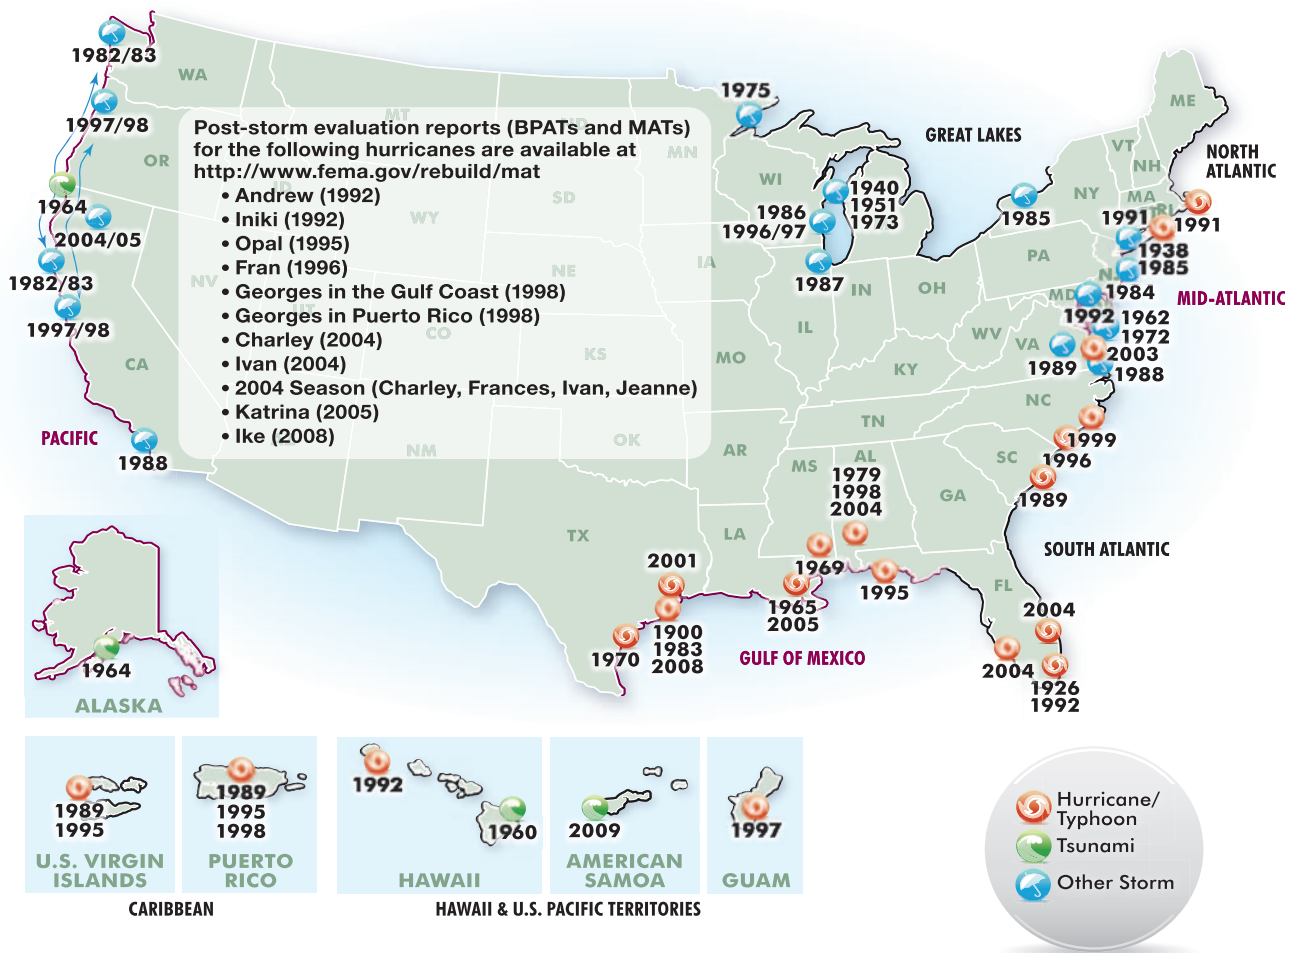 1982/83
WA
1997/98
Post-storm evaluation reports (BPATs and MATs)
for the following hurricanes are available at
http://www.fema.gov/rebuild/mat
• Andrew (1992)
• Iniki (1992)
• Opal (1995)
• Fran (1996)
• Georges in the Gulf Coast (1998)
• Georges in Puerto Rico (1998)
• Charley (2004)
• Ivan (2004)
• 2004 Season (Charley, Frances, Ivan, Jeanne)
• Katrina (2005)
• Ike (2008)
MT
ND
MN
OR
ID
WY
SD
NV
UT
CO
NE
IA
KS
CA
NM
OK
1964
2004/05
1982/83
1997/98
PACIFIC
1988
1975
GREAT LAKES
WI
1940
1951
1973
1986
1996/97
1987
1985
ME
VT
NH
NORTH
ATLANTIC
NY
MA
RI
1991
1991
1938
1985
PA
NJ
MD
1984
MID-ATLANTIC
1992
1962
1972
2003
1989
1988
IN
OH
IL
WV
VA
MO
KY
NC
TN
1999
1996
AR
SC
1989
MS
AL
1979
1998
2004
GA
TX
LA
SOUTH ATLANTIC
2001
1969
1995
FL
1965
2005
1900
1983
2008
1970
GULF OF MEXICO
2004
2004
1926
1992
1964
ALASKA
1989
1995
U.S. VIRGIN
ISLANDS
1989
1995
1998
PUERTO
RICO
CARIBBEAN
1992
1960
HAWAII
2009
AMERICAN
SAMOA
1997
GUAM
HAWAII & U.S. PACIFIC TERRITORIES
Hurricane/
Typhoon
Tsunami
Other Storm